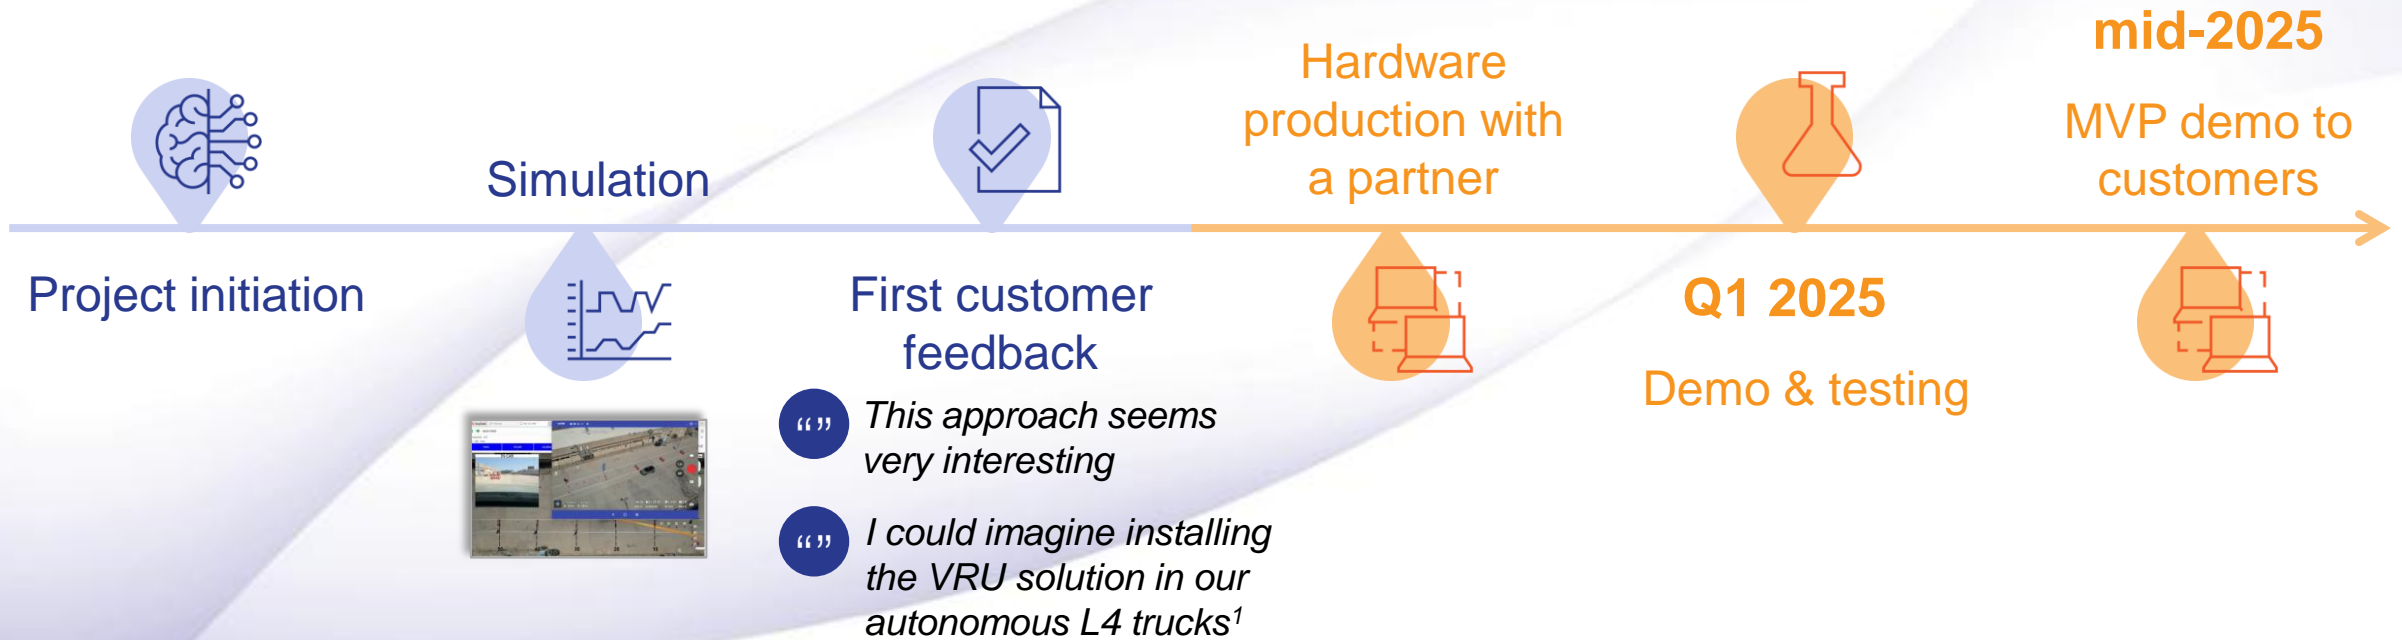 Project initiation
Simulation
First customer
feedback
“”
This approach seems
very interesting
“”
I could imagine installing
the VRU solution in our
autonomous L4 trucks1
Hardware
production with
a partner
Q1 2025
Demo & testing
mid-2025
MVP demo to
customers